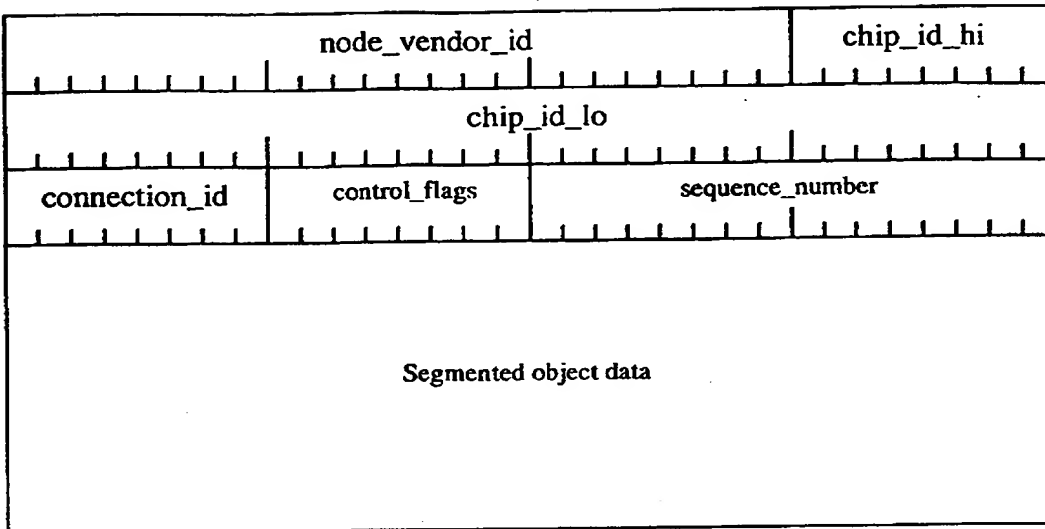 node_vendor_id chip_id_hi
chip_id_lo
connection_id control_flags sequence_number
Segmented object data